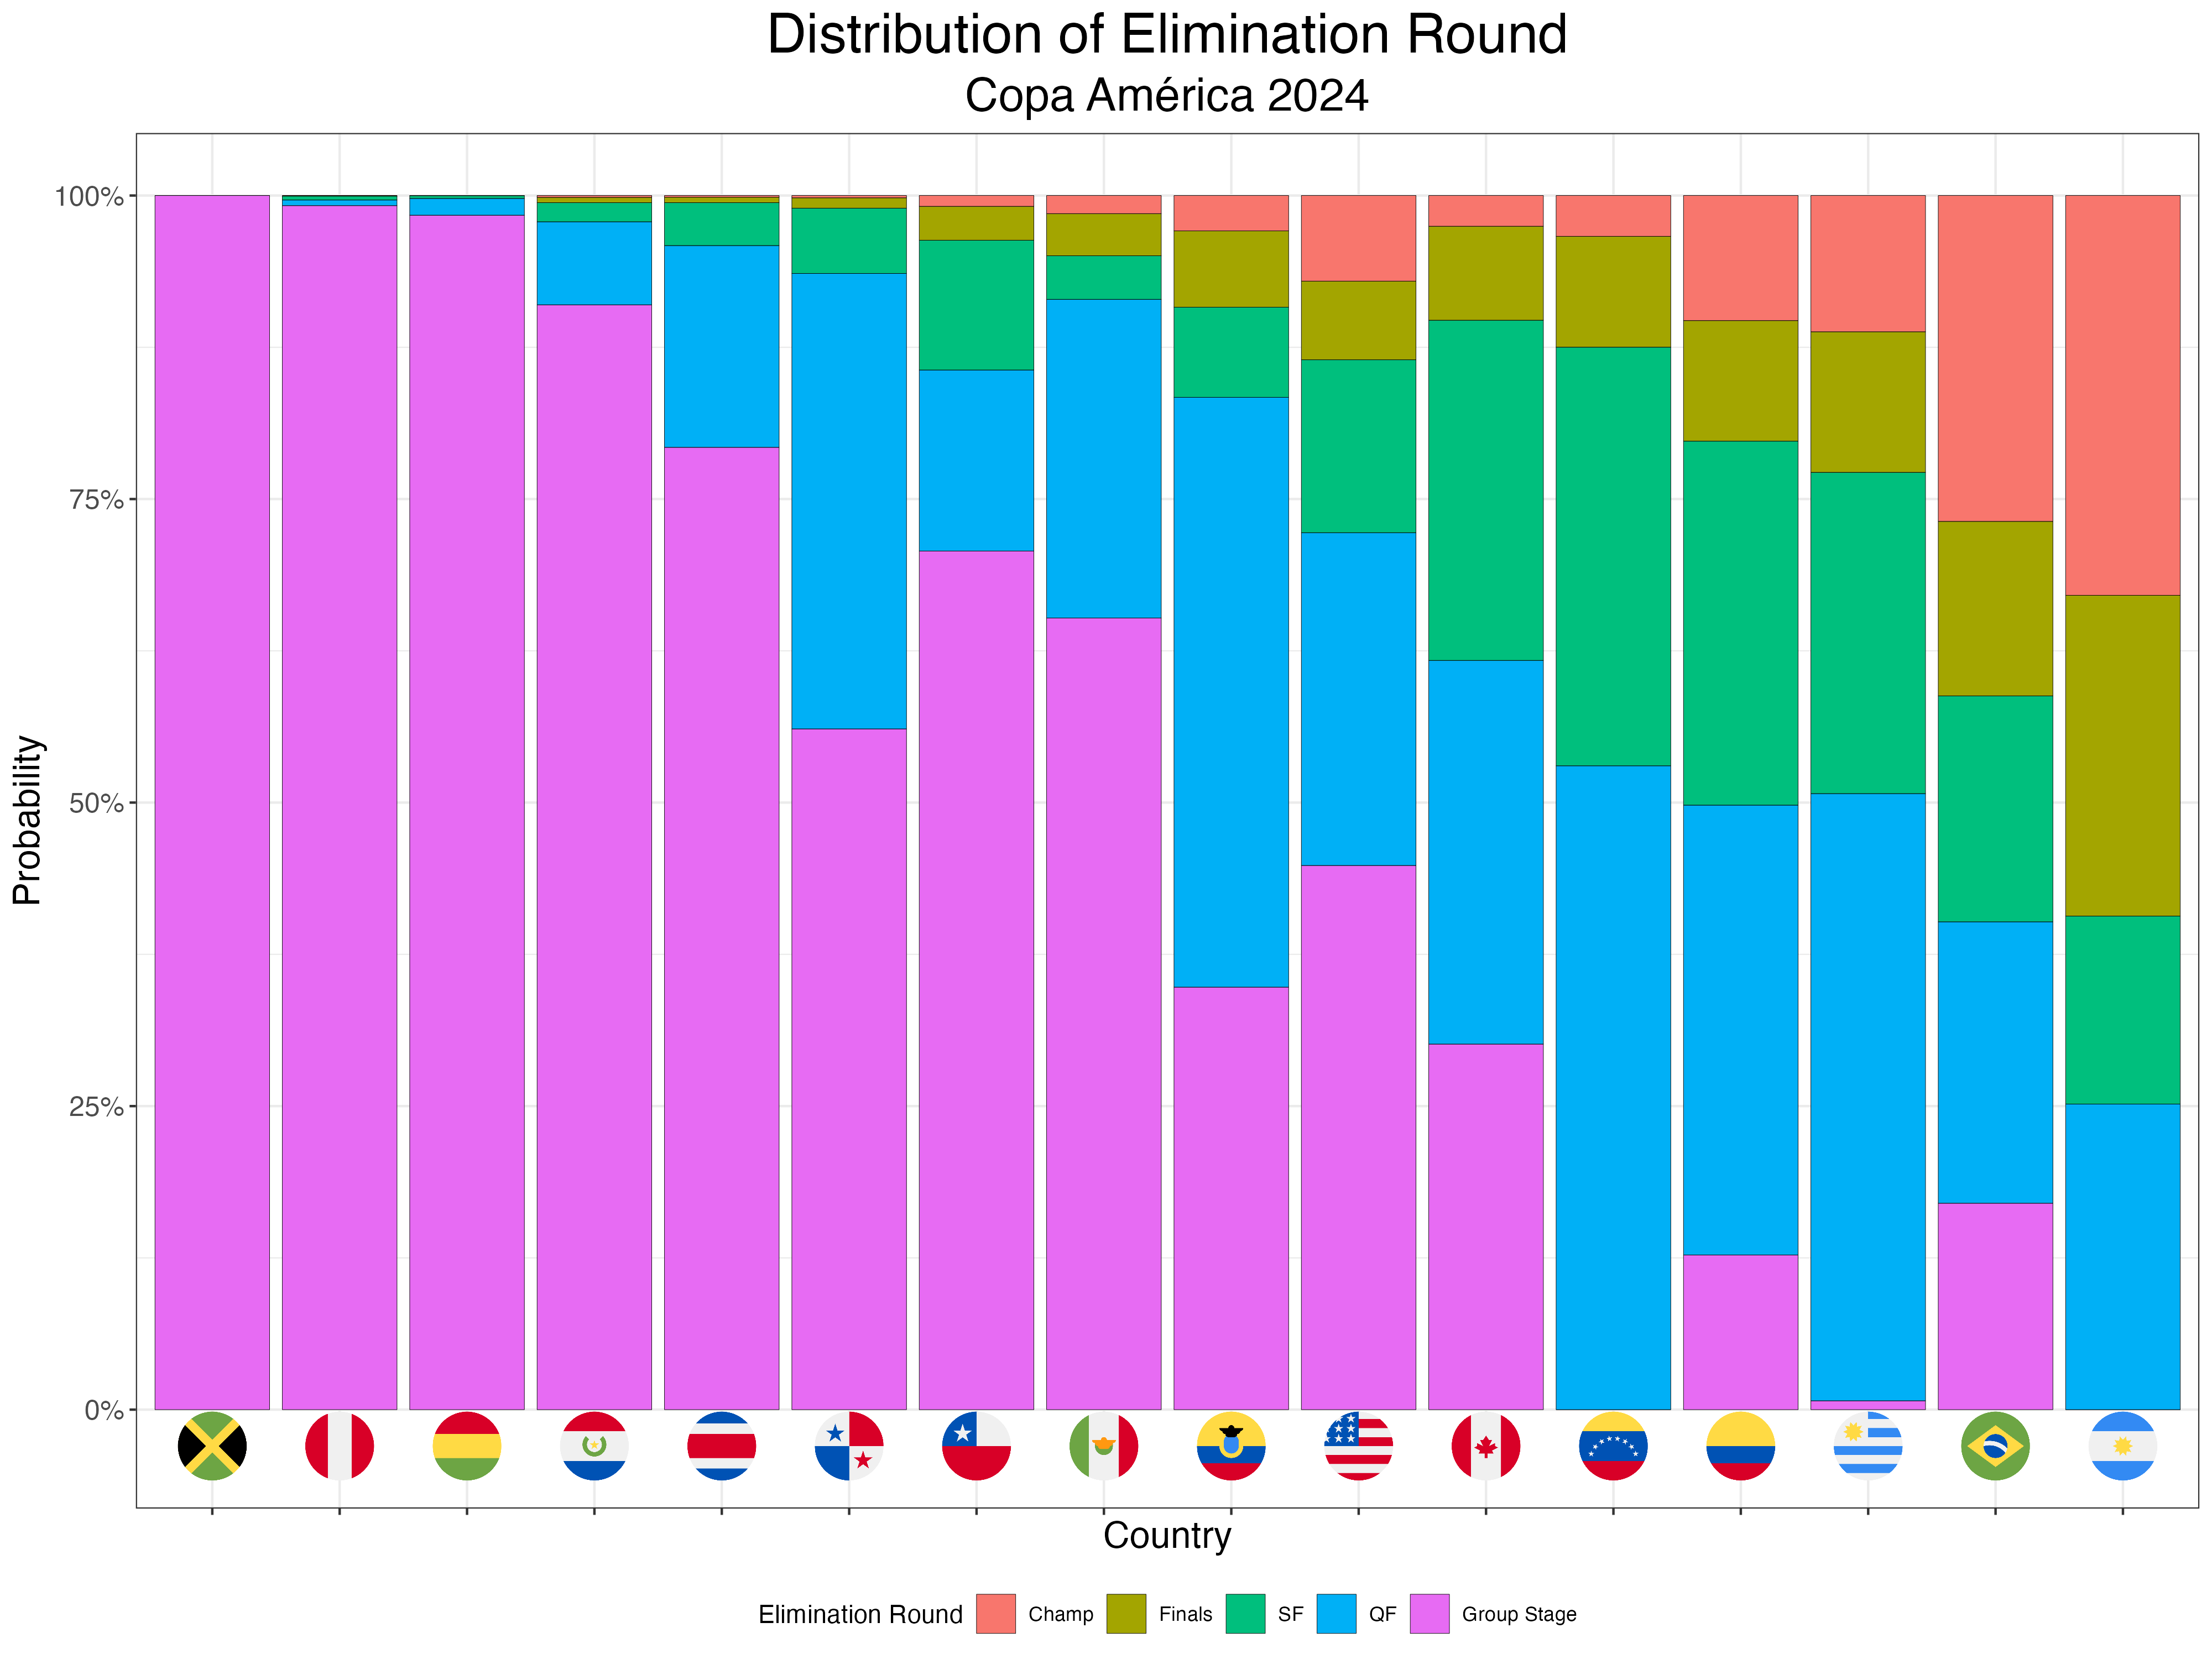 Distribution of Elimination Round
Copa América 2024
Probability
100%
75%
50%
25%
0%
Country
Elimination Round Champ Finals SF QF Group Stage